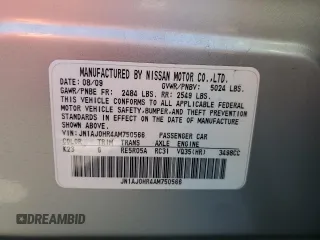 MANUFACTURED BY NISSAN MOTOR CO.,LTD.
DATE: 08/09 GVWR/PNBV: 5024 LBS.
GAWR/PNBE FR: 2484 LBS. RR: 2549 LBS.
THIS VEHICLE CONFORMS TO ALL APPLICABLE FEDERAL
MOTOR VEHICLE SAFETY,BUMPER,AND THEFT PREVENTION
STANDARDS IN EFFECT ON THE DATE OF MANUFACTURE
SHOWN ABOVE.
VIN:JN1AJ0HR4AM750566 PASSENGER CAR
COLOR TRIM TRANS AXLE ENGINE
K23 G RE5R05A RC31 VQ35(HR) 3498CC
JN1AJ0HR4AM750566
DREAMBID